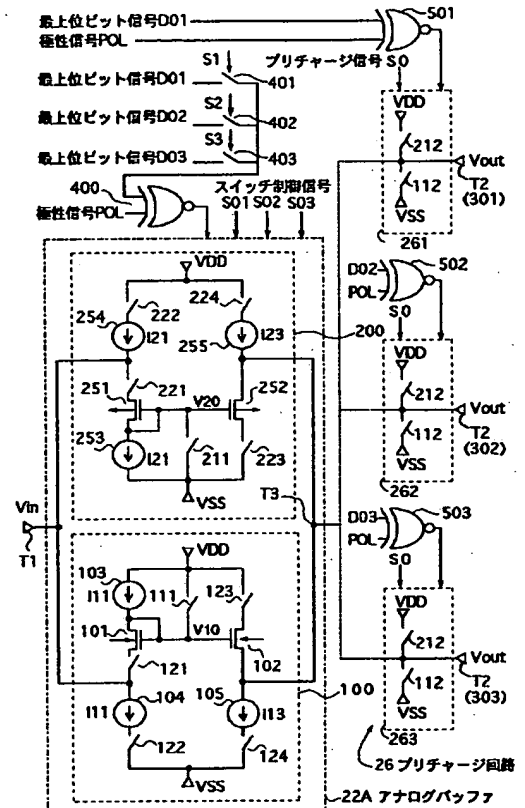 最上位ビット信号D01
極性信号POL
501
プリチャージ信号
S0
S1
最上位ビット信号D01
401
S2
最上位ビット信号D02
402
S3
最上位ビット信号D03
403
400
極性信号POL
スイッチ制御信号
S01 S02 S03
VDD
212
Vout
112
T2
(301)
VSS
261
D02
POL
502
S0
VDD
212
Vout
112
T2
(302)
VSS
262
D03
POL
503
S0
VDD
212
Vout
112
T2
(303)
VSS
263
26 プリチャージ回路
VDD
222
224
254
I21
255
I23
200
221
251
V20
252
253
I21
211
223
VSS
T3
Vin
T1
VDD
103
I11
111
123
101
V10
102
121
104
I11
105
I13
100
122
124
VSS
22A アナログバッファ